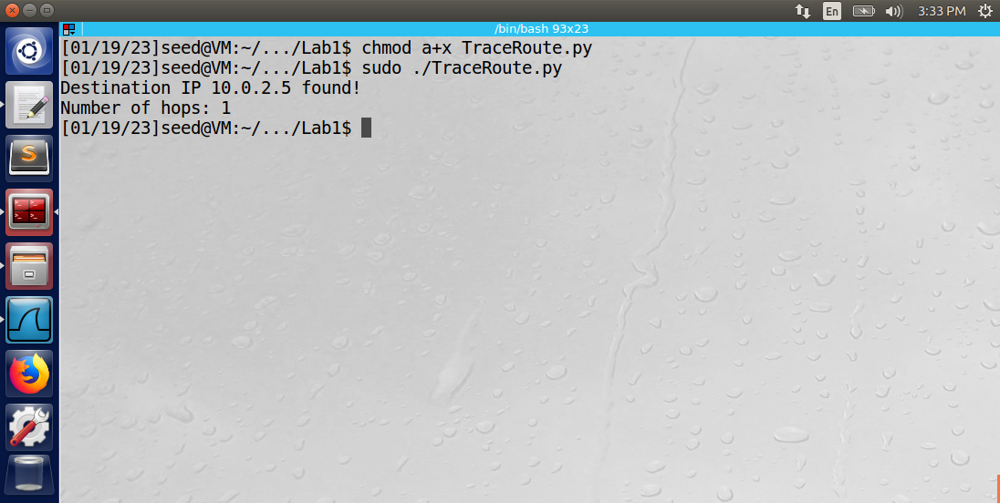 En
3:33 PM
/bin/bash 93x23
[01/19/23]seed@VM:~/.../Lab1$ chmod a+x TraceRoute.py
[01/19/23]seed@VM:~/.../Lab1$ sudo ./TraceRoute.py
Destination IP 10.0.2.5 found!
Number of hops: 1
[01/19/23]seed@VM:~/.../Lab1$